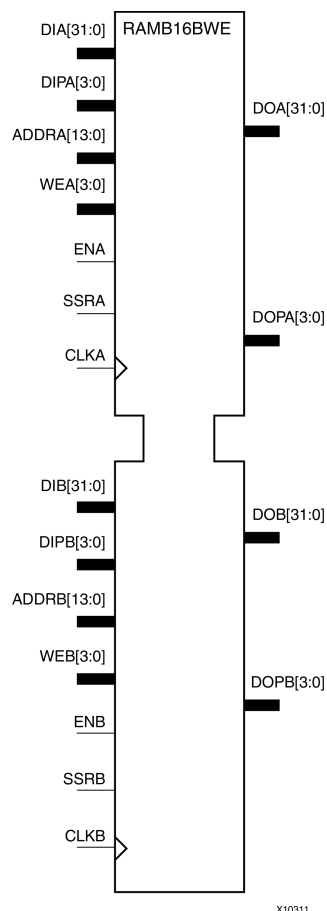 RAMB16BWE
DIA[31:0]
DIPA[3:0]
ADDRA[13:0]
WEA[3:0]
ENA
SSRA
CLKA
DOA[31:0]
DOPA[3:0]
DIB[31:0]
DIPB[3:0]
ADDRB[13:0]
WEB[3:0]
ENB
SSRB
CLKB
DOB[31:0]
DOPB[3:0]
X10311